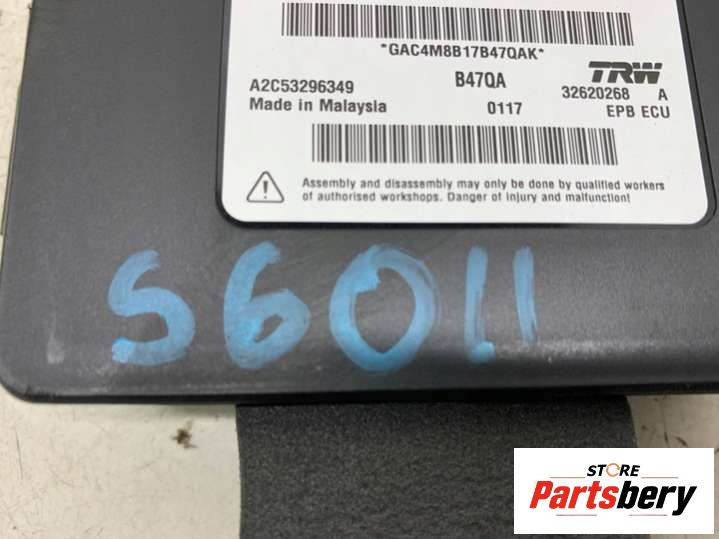 *GAC4M8B17B47QAK*
TRW
A2C53296349 B47QA 32620268 A
Made in Malaysia 0117 EPB ECU
Assembly and disassembly may only be done by qualified workers
of authorised workshops. Danger of injury and malfunction!
S6011
STORE
Partsbery